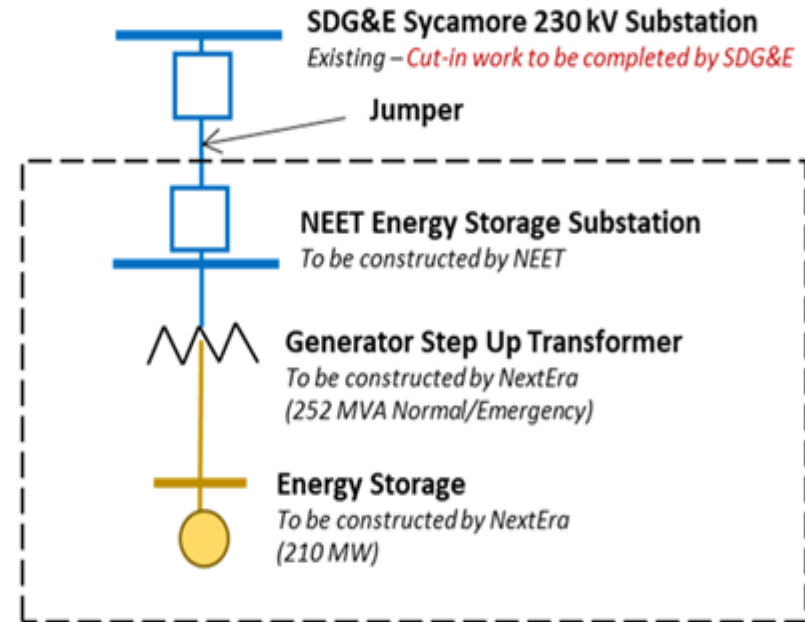 SDG&E Sycamore 230 kV Substation
Existing – Cut-in work to be completed by SDG&E
Jumper
NEET Energy Storage Substation
To be constructed by NEET
Generator Step Up Transformer
To be constructed by NextEra
(252 MVA Normal/Emergency)
Energy Storage
To be constructed by NextEra
(210 MW)